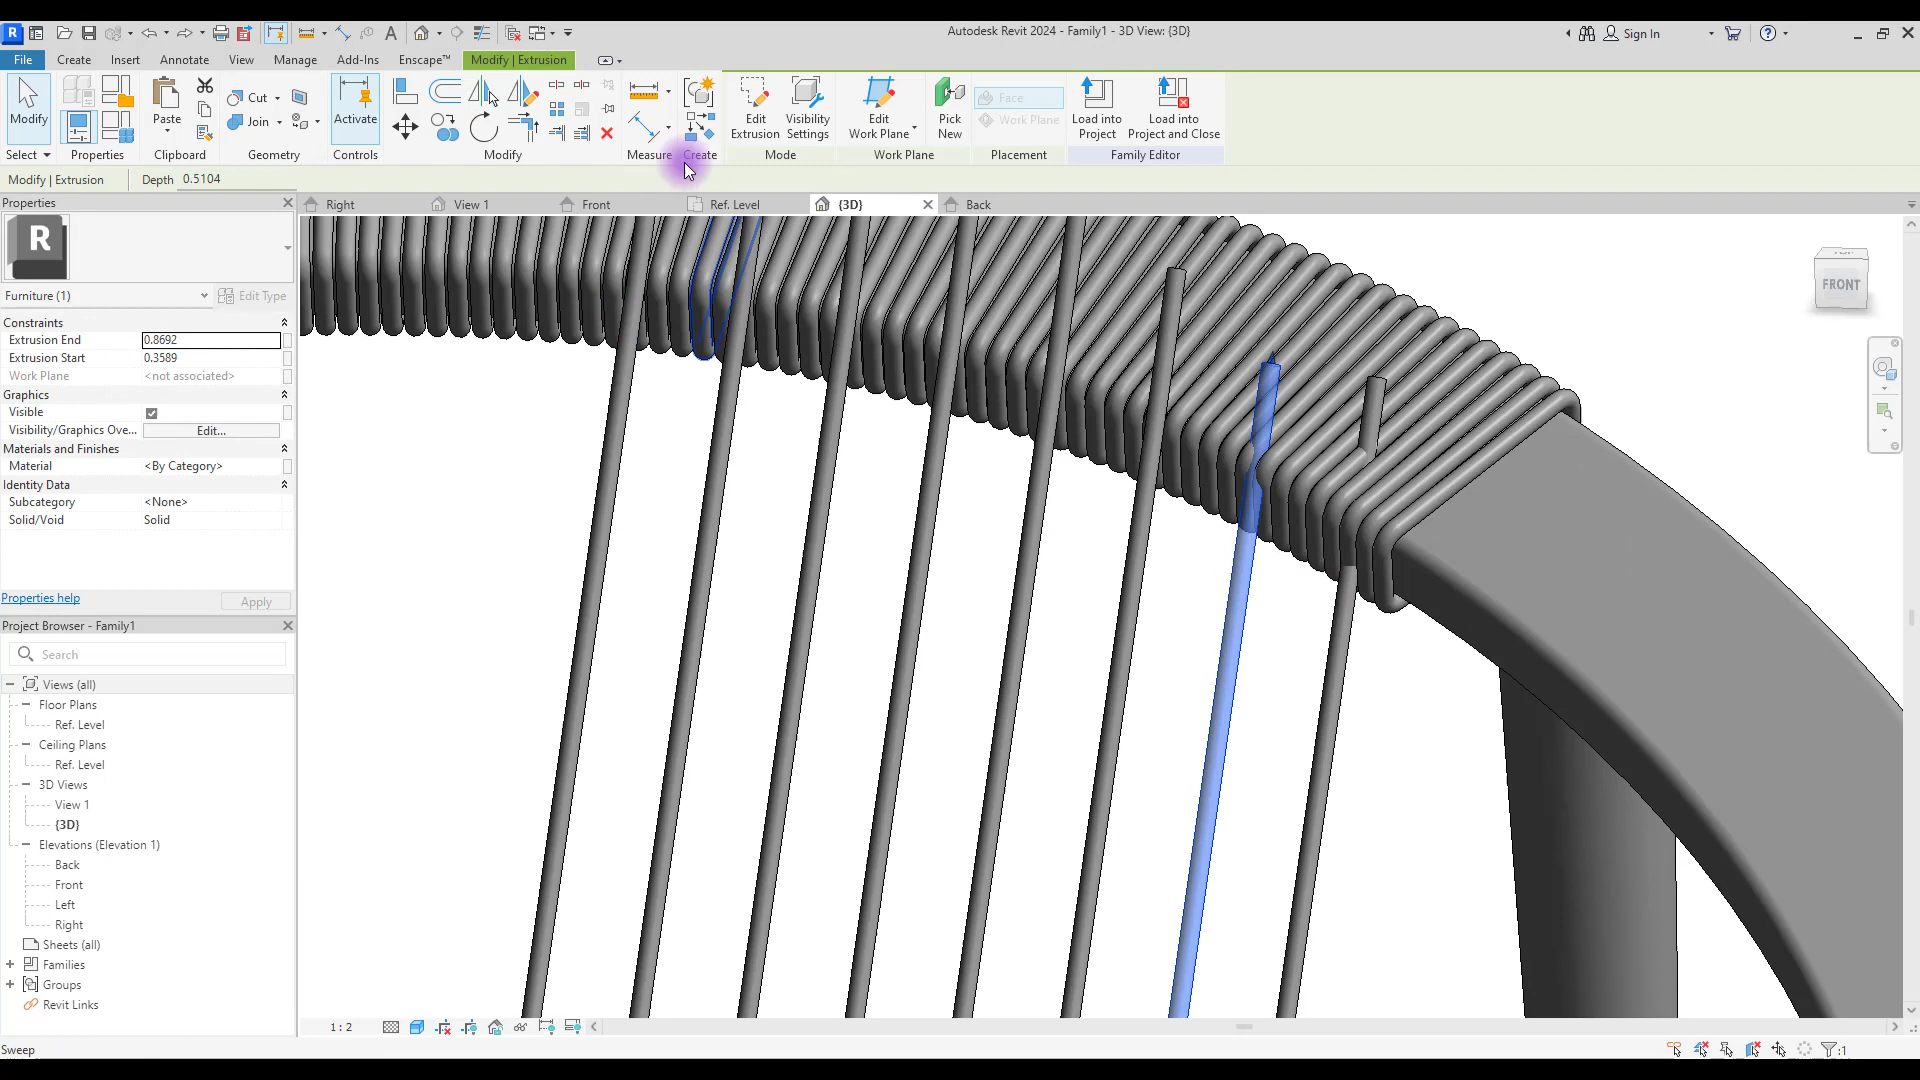 R
Autodesk Revit 2024 - Family1 - 3D View: {3D}
Sign In
File
Create
Insert
Annotate
View
Manage
Add-Ins
Enscape™
Modify | Extrusion
Modify
Paste
Cut
Join
Activate
Edit
Extrusion
Visibility
Settings
Edit
Work Plane
Pick
New
Face
Work Plane
Load into
Project
Load into
Project and Close
Select
Properties
Clipboard
Geometry
Controls
Modify
Measure
Create
Mode
Work Plane
Placement
Family Editor
Modify | Extrusion
Depth 0.5104
Properties
Right
View 1
Front
Ref. Level
{3D}
Back
R
Furniture (1)
Edit Type
Constraints
Extrusion End 0.8692
Extrusion Start 0.3589
Work Plane <not associated>
Graphics
Visible
Visibility/Graphics Ove... Edit...
Materials and Finishes
Material <By Category>
Identity Data
Subcategory <None>
Solid/Void Solid
Properties help
Apply
Project Browser - Family1
Search
Views (all)
Floor Plans
Ref. Level
Ceiling Plans
Ref. Level
3D Views
View 1
{3D}
Elevations (Elevation 1)
Back
Front
Left
Right
Sheets (all)
Families
Groups
Revit Links
FRONT
1 : 2
Sweep
:1